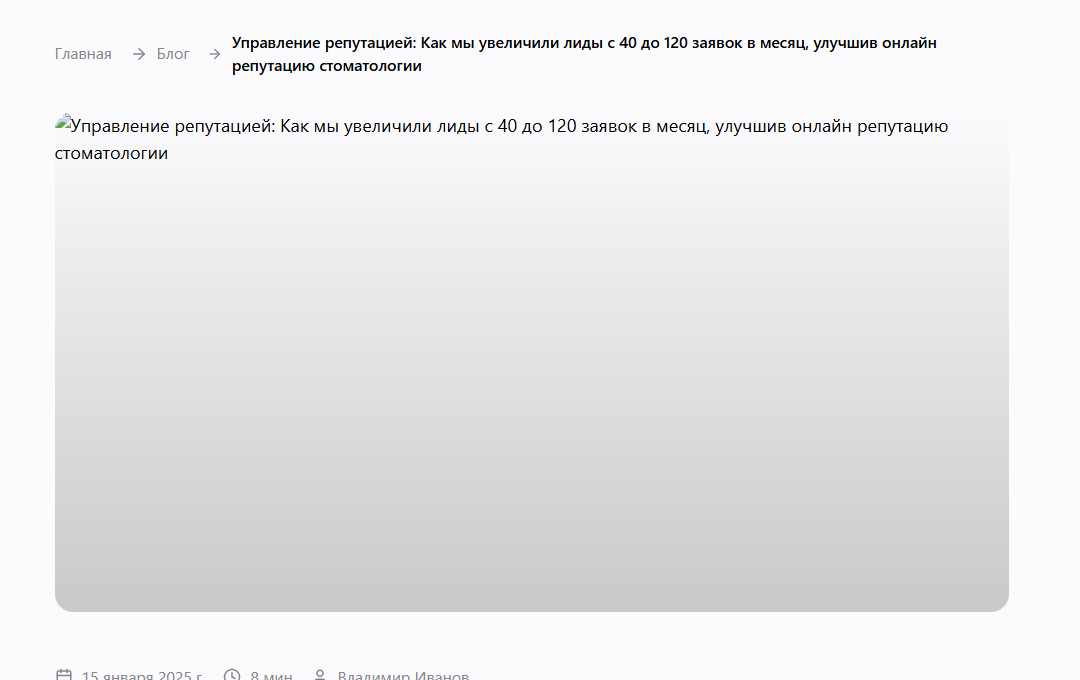 Главная → Блог → Управление репутацией: Как мы увеличили лиды с 40 до 120 заявок в месяц, улучшив онлайн
репутацию стоматологии
Управление репутацией: Как мы увеличили лиды с 40 до 120 заявок в месяц, улучшив онлайн репутацию
стоматологии
15 января 2025 г. 8 мин Владимир Иванов